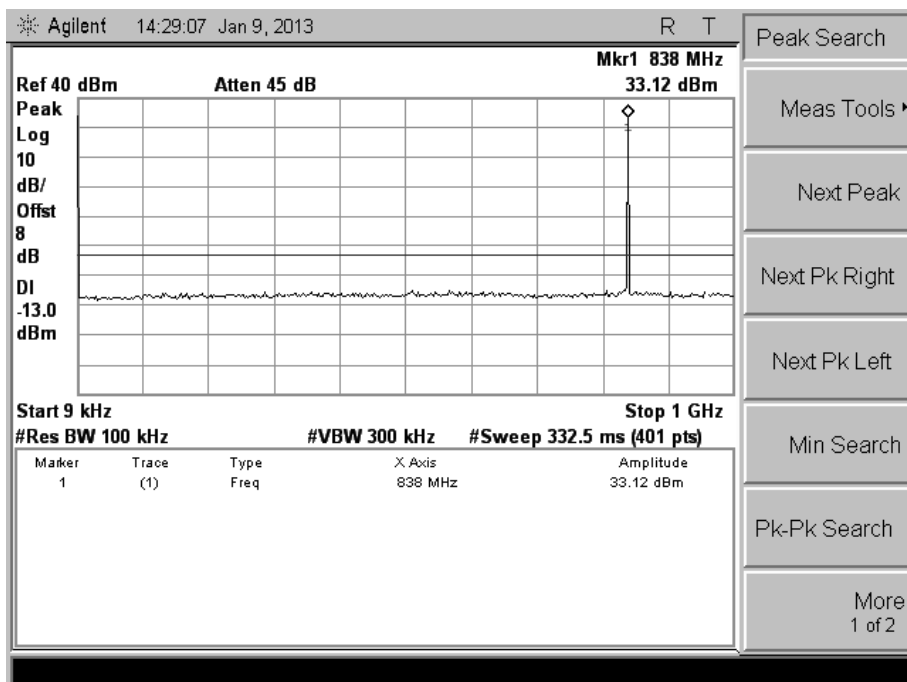 Agilent 14:29:07 Jan 9, 2013 R T
Mkr1 838 MHz
Ref 40 dBm Atten 45 dB 33.12 dBm
Peak
Log
10
dB/
Offst
8
dB
DI
-13.0
dBm
Start 9 kHz Stop 1 GHz
#Res BW 100 kHz #VBW 300 kHz #Sweep 332.5 ms (401 pts)
Marker Trace Type X Axis Amplitude
1 (1) Freq 838 MHz 33.12 dBm
Peak Search
Meas Tools
Next Peak
Next Pk Right
Next Pk Left
Min Search
Pk-Pk Search
More
1 of 2